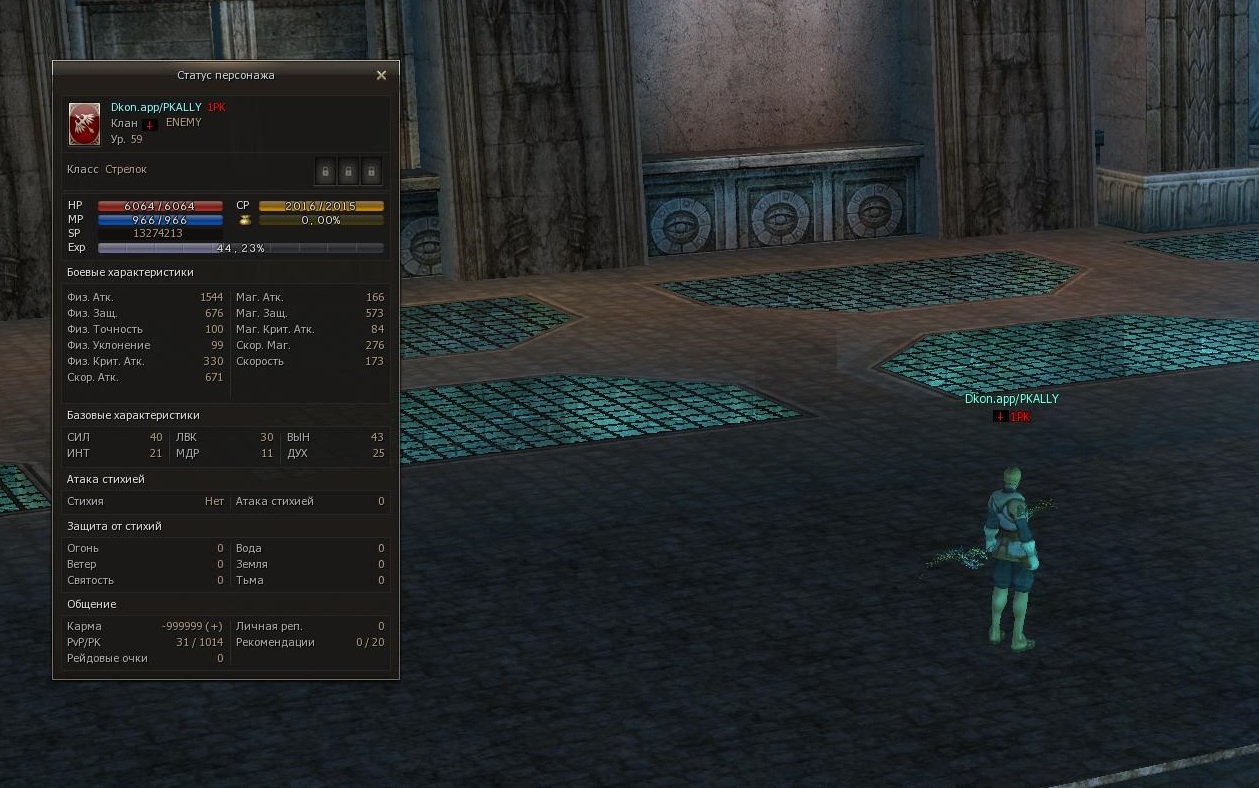 Статус персонажа
Dkon.app/PKALLY 1PK
Клан ENEMY
Ур. 59
Класс Стрелок
HP 6064/6064 CP 2016/2015
MP 966/966 0,00%
SP 13274213
Exp 44,23%
Боевые характеристики
Физ. Атк. 1544 Маг. Атк. 166
Физ. Защ. 676 Маг. Защ. 573
Физ. Точность 100 Маг. Крит. Атк. 84
Физ. Уклонение 99 Скор. Маг. 276
Физ. Крит. Атк. 330 Скорость 173
Скор. Атк. 671
Базовые характеристики
СИЛ 40 ЛВК 30 ВЫН 43
ИНТ 21 МДР 11 ДУХ 25
Атака стихией
Стихия Нет Атака стихией 0
Защита от стихий
Огонь 0 Вода 0
Ветер 0 Земля 0
Святость 0 Тьма 0
Общение
Карма -999999 (+) Личная реп. 0
PvP/PK 31 / 1014 Рекомендации 0 / 20
Рейдовые очки 0
Dkon.app/PKALLY
1PK